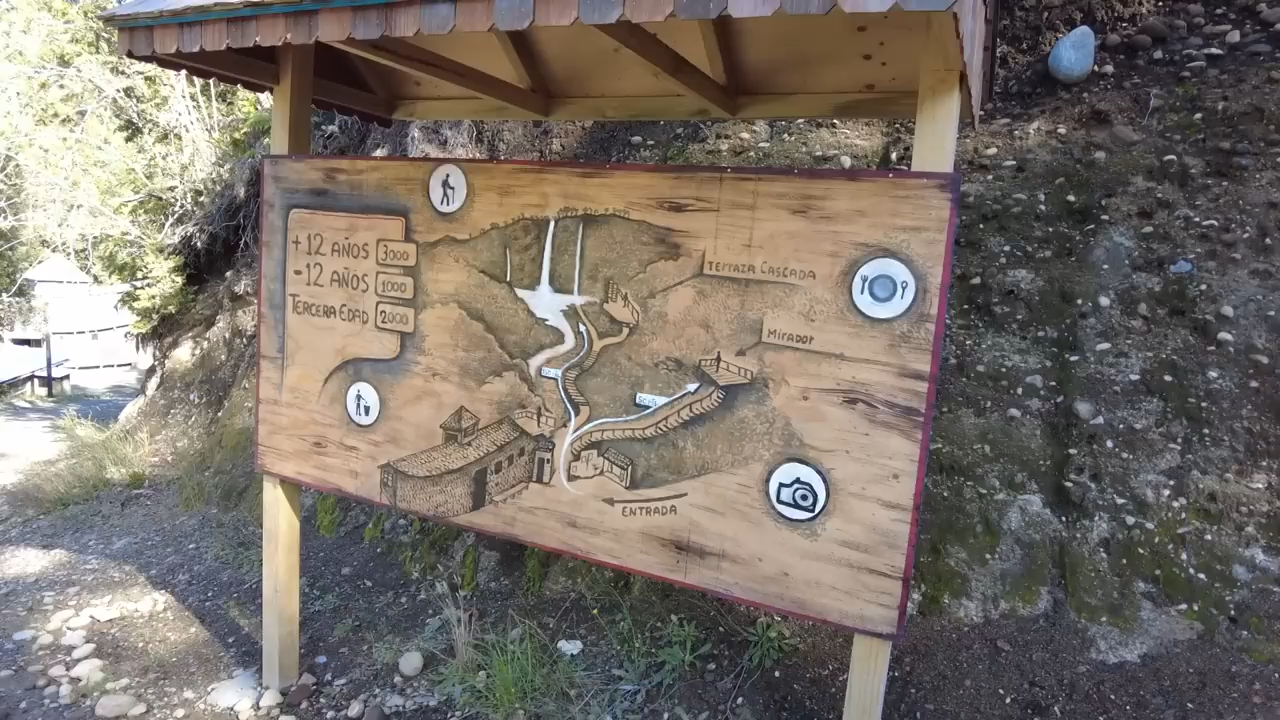 +12 AÑOS 3000
-12 AÑOS 1000
TERCERA EDAD 2000
TERRAZA CASCADA
Mirador
ENTRADA